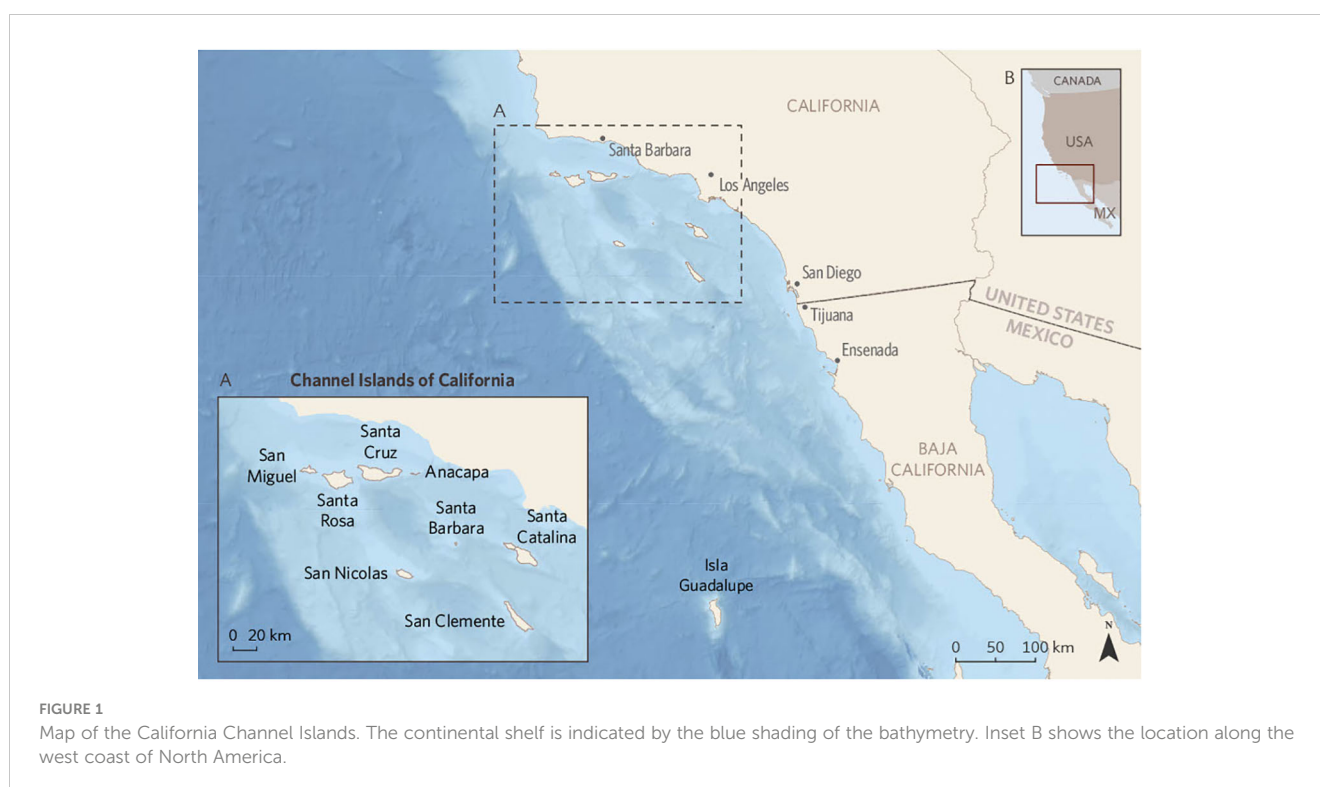 A
CALIFORNIA
B
CANADA
USA
MX
Santa Barbara
Los Angeles
San Diego
Tijuana
UNITED STATES
MEXICO
Ensenada
BAJA
CALIFORNIA
Isla
Guadalupe
A
Channel Islands of California
Santa
Cruz
San
Miguel
Anacapa
Santa
Rosa
Santa
Barbara
Santa
Catalina
San Nicolas
San Clemente
0 20 km
0 50 100 km
N
FIGURE 1
Map of the California Channel Islands. The continental shelf is indicated by the blue shading of the bathymetry. Inset B shows the location along the
west coast of North America.